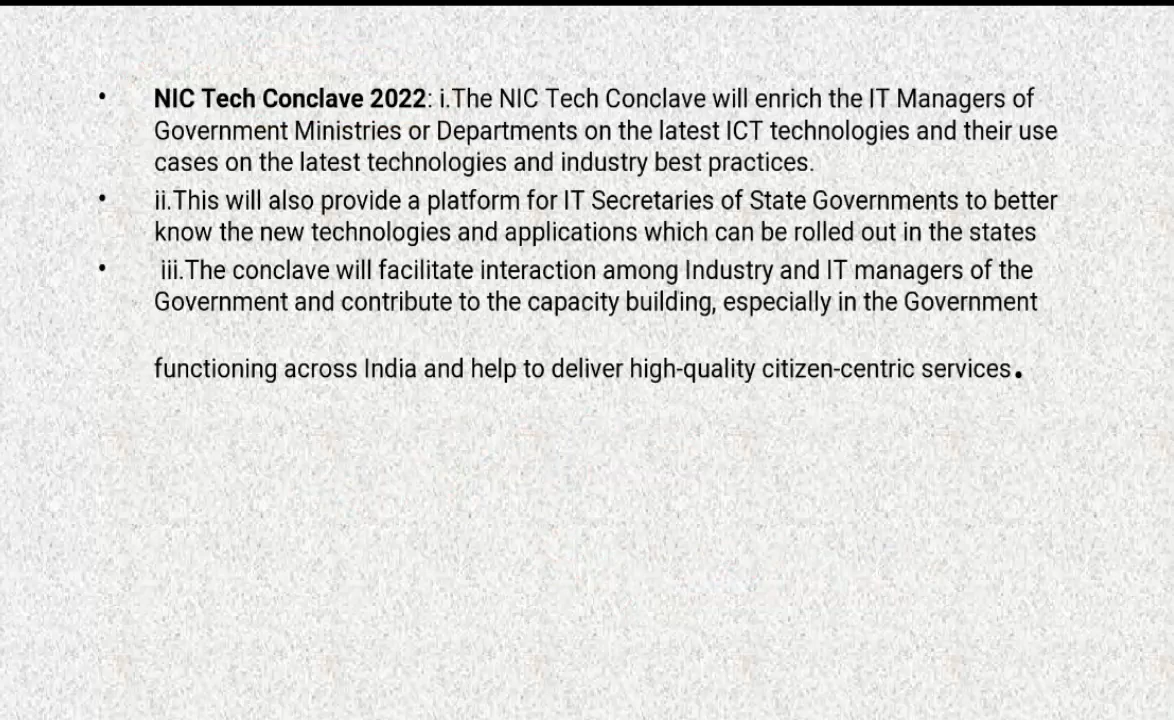 • NIC Tech Conclave 2022: i.The NIC Tech Conclave will enrich the IT Managers of
Government Ministries or Departments on the latest ICT technologies and their use
cases on the latest technologies and industry best practices.
• ii.This will also provide a platform for IT Secretaries of State Governments to better
know the new technologies and applications which can be rolled out in the states
• iii.The conclave will facilitate interaction among Industry and IT managers of the
Government and contribute to the capacity building, especially in the Government
functioning across India and help to deliver high-quality citizen-centric services.